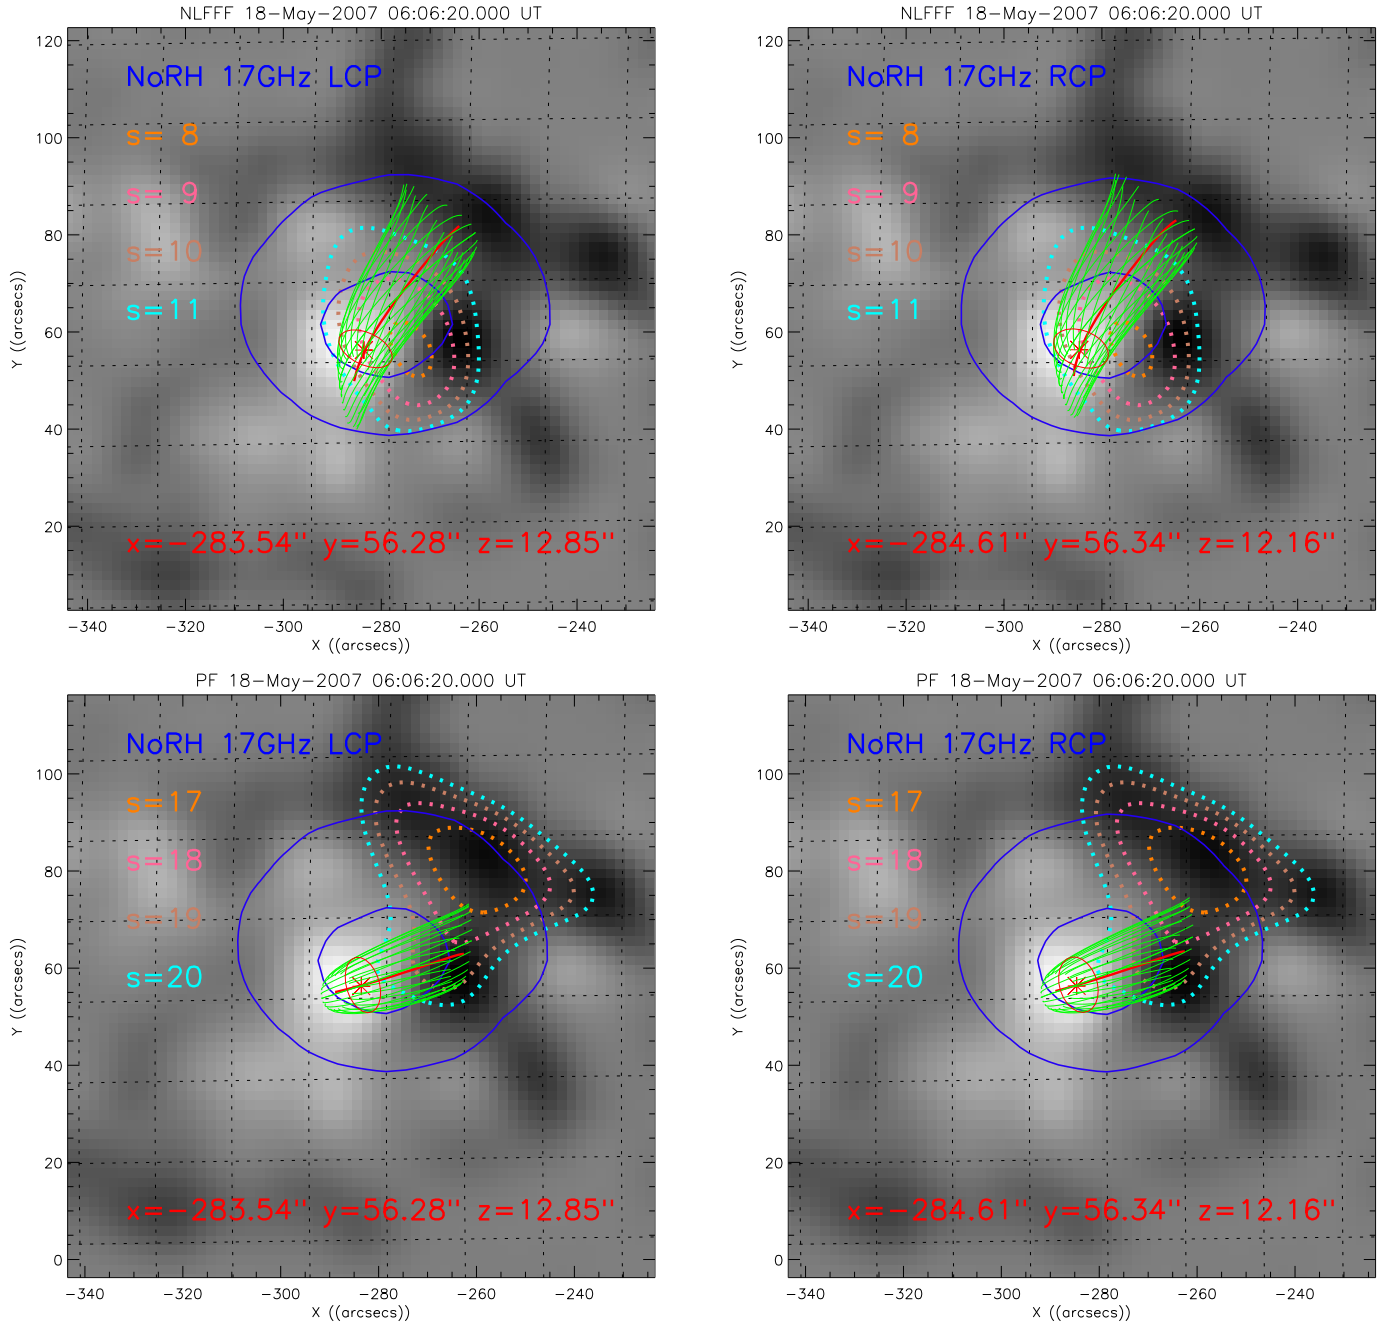 NLFFF 18-May-2007 06:06:20.000 UT
NoRH 17GHz LCP
s= 8
s= 9
s=10
s=11
x=-283.54" y=56.28" z=12.85"
120
100
80
60
40
20
Y ((arcsecs))
-340 -320 -300 -280 -260 -240
X ((arcsecs))
NLFFF 18-May-2007 06:06:20.000 UT
NoRH 17GHz RCP
s= 8
s= 9
s=10
s=11
x=-284.61" y=56.34" z=12.16"
120
100
80
60
40
20
Y ((arcsecs))
-340 -320 -300 -280 -260 -240
X ((arcsecs))
PF 18-May-2007 06:06:20.000 UT
NoRH 17GHz LCP
s=17
s=18
s=19
s=20
x=-283.54" y=56.28" z=12.85"
100
80
60
40
20
0
Y ((arcsecs))
-340 -320 -300 -280 -260 -240
X ((arcsecs))
PF 18-May-2007 06:06:20.000 UT
NoRH 17GHz RCP
s=17
s=18
s=19
s=20
x=-284.61" y=56.34" z=12.16"
100
80
60
40
20
0
Y ((arcsecs))
-340 -320 -300 -280 -260 -240
X ((arcsecs))